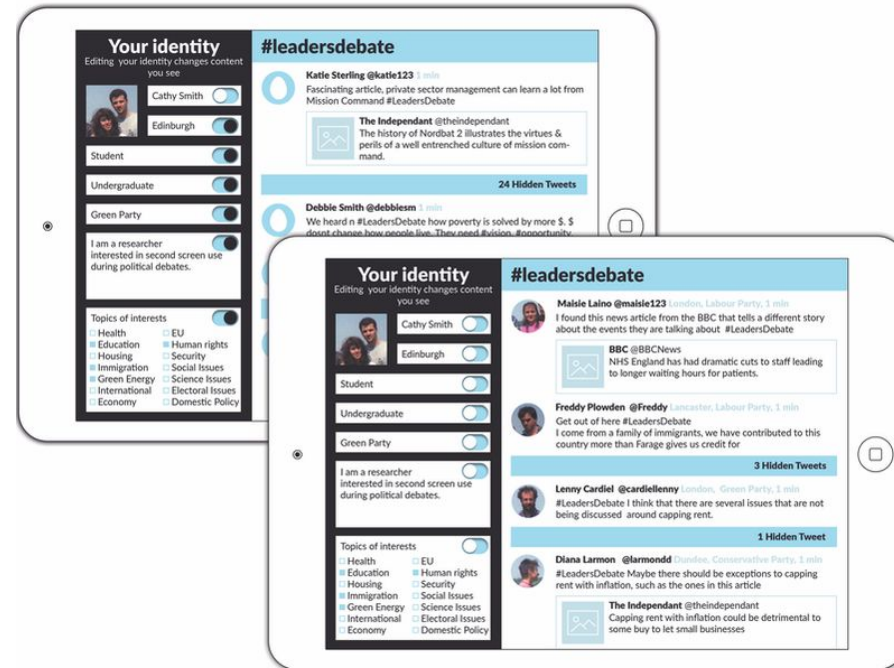 Your identity
Editing your identity changes content
you see
Cathy Smith
Edinburgh
Student
Undergraduate
Green Party
I am a researcher
interested in second screen use
during political debates.
Topics of interests
Health
Education
Housing
Immigration
Green Energy
International
Economy
EU
Human rights
Security
Social Issues
Science Issues
Electoral Issues
Domestic Policy
#leadersdebate
Katie Sterling @katie123 1 min
Fascinating article, private sector management can learn a lot from
Mission Command #LeadersDebate
The Independant @theindependant
The history of Nordbat 2 illustrates the virtues &
perils of a well entrenched culture of mission com-
mand.
24 Hidden Tweets
Debbie Smith @debbiesm 1 min
We heard n #LeadersDebate how poverty is solved by more $. $
dosnt change how people live. They need #vision, #opportunity
Your identity
Editing your identity changes content
you see
Cathy Smith
Edinburgh
Student
Undergraduate
Green Party
I am a researcher
interested in second screen use
during political debates.
Topics of interests
Health
Education
Housing
Immigration
Green Energy
International
Economy
EU
Human rights
Security
Social Issues
Science Issues
Electoral Issues
Domestic Policy
#leadersdebate
Maisie Laino @maisie123 London, Labour Party, 1 min
I found this news article from the BBC that tells a different story
about the events they are talking about #LeadersDebate
BBC @BBCNews
NHS England has had dramatic cuts to staff leading
to longer waiting hours for patients.
Freddy Plowden @Freddy Lancaster, Labour Party, 1 min
Get out of here #LeadersDebate
I come from a family of immigrants, we have contributed to this
country more than Farage gives us credit for
3 Hidden Tweets
Lenny Cardiel @cardiellenny London, Green Party, 1 min
#LeadersDebate I think that there are several issues that are not
being discussed around capping rent.
1 Hidden Tweet
Diana Larmon @larmondd Dundee, Conservative Party, 1 min
#LeadersDebate Maybe there should be exceptions to capping
rent with inflation, such as the ones in this article
The Independant @theindependant
Capping rent with inflation could be detrimental to
some buy to let small businesses